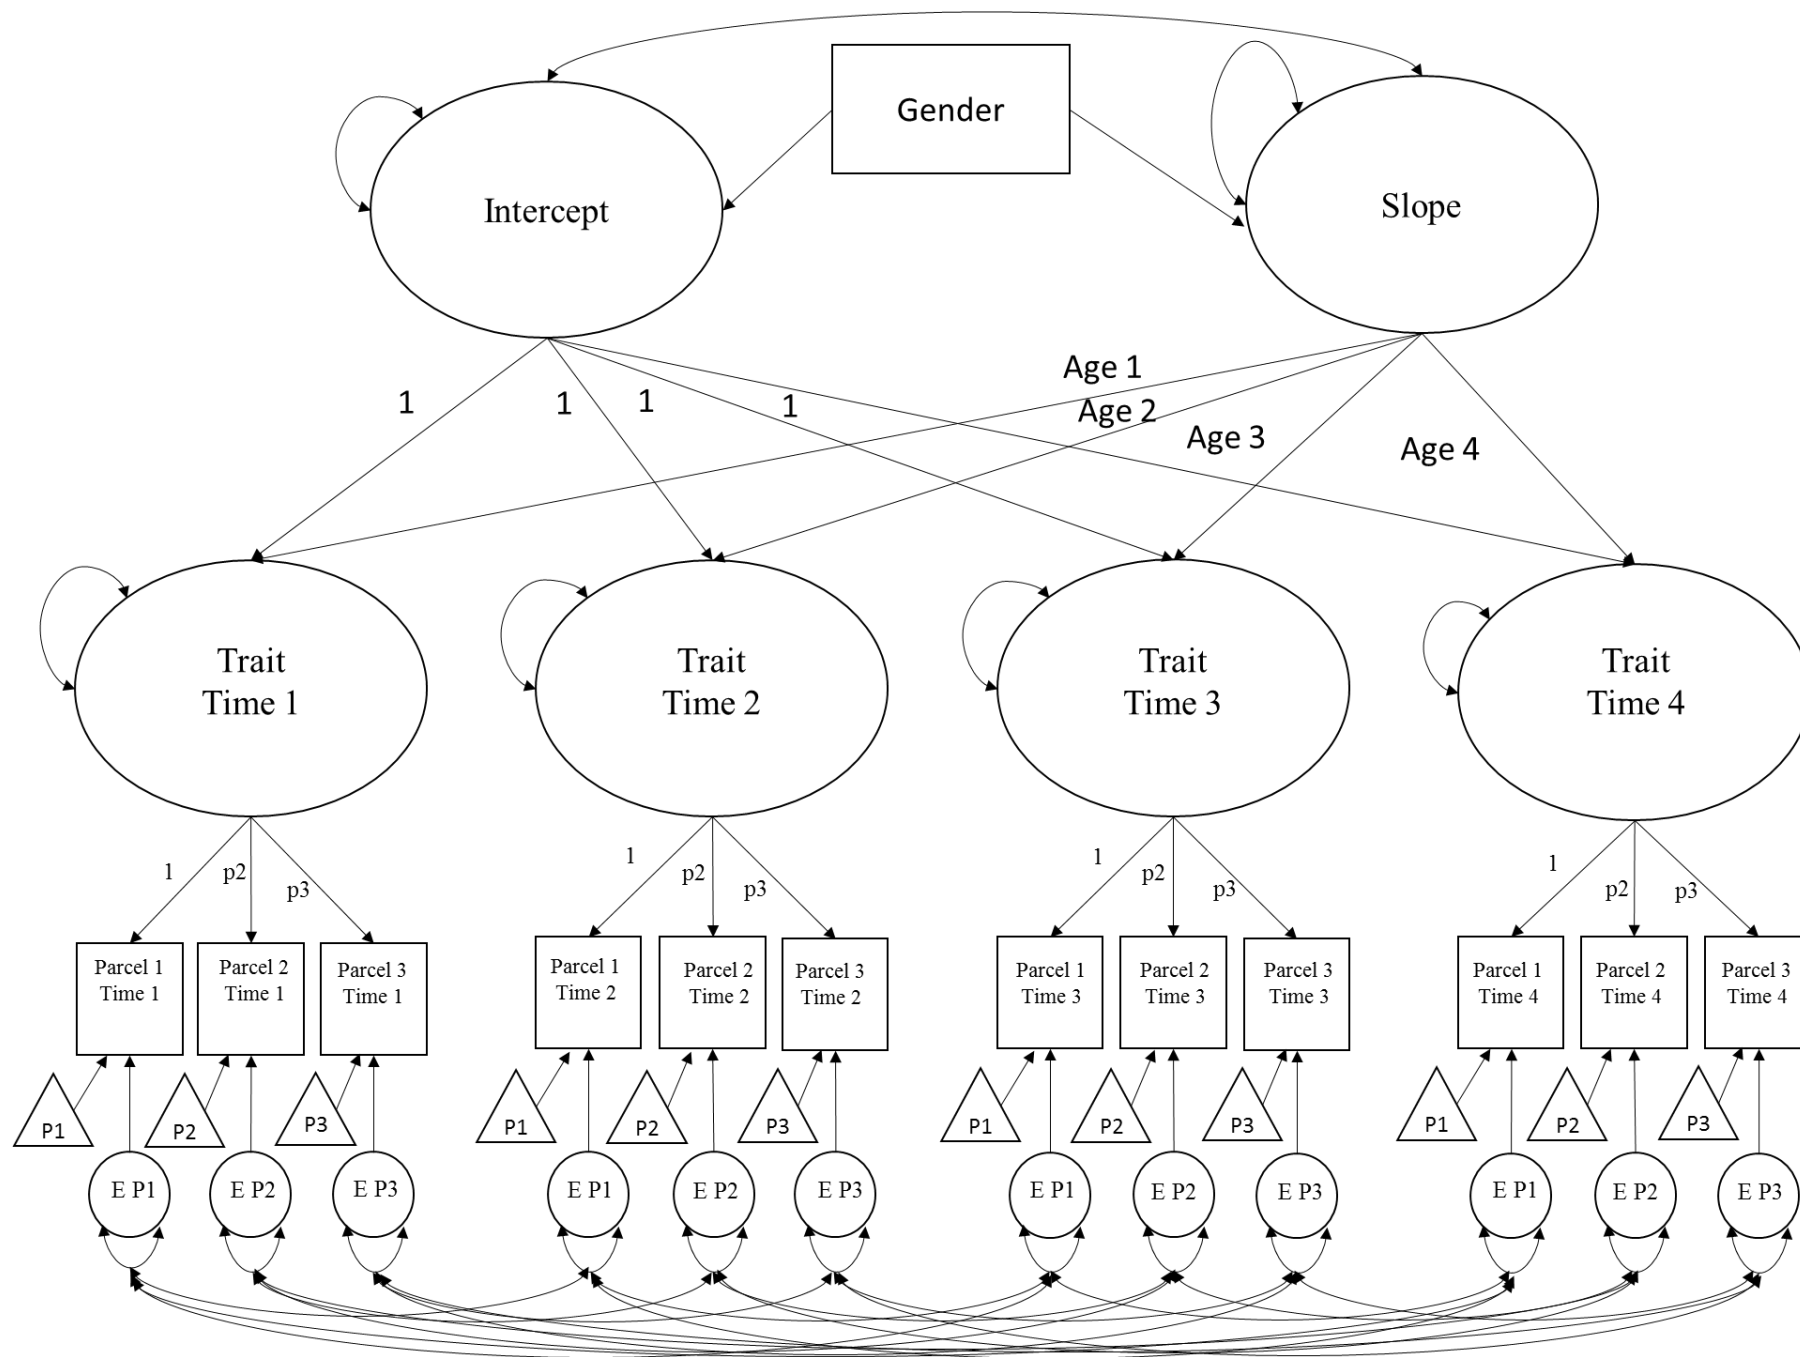 Gender
Intercept
Slope
Age 1
1
1
1
1
Age 2
Age 3
Age 4
Trait
Time 1
Trait
Time 2
Trait
Time 3
Trait
Time 4
1
p2
p3
1
p2
p3
1
p2
p3
1
p2
p3
Parcel 1
Time 1
Parcel 2
Time 1
Parcel 3
Time 1
Parcel 1
Time 2
Parcel 2
Time 2
Parcel 3
Time 2
Parcel 1
Time 3
Parcel 2
Time 3
Parcel 3
Time 3
Parcel 1
Time 4
Parcel 2
Time 4
Parcel 3
Time 4
P1
P2
P3
P1
P2
P3
P1
P2
P3
P1
P2
P3
E P1
E P2
E P3
E P1
E P2
E P3
E P1
E P2
E P3
E P1
E P2
E P3